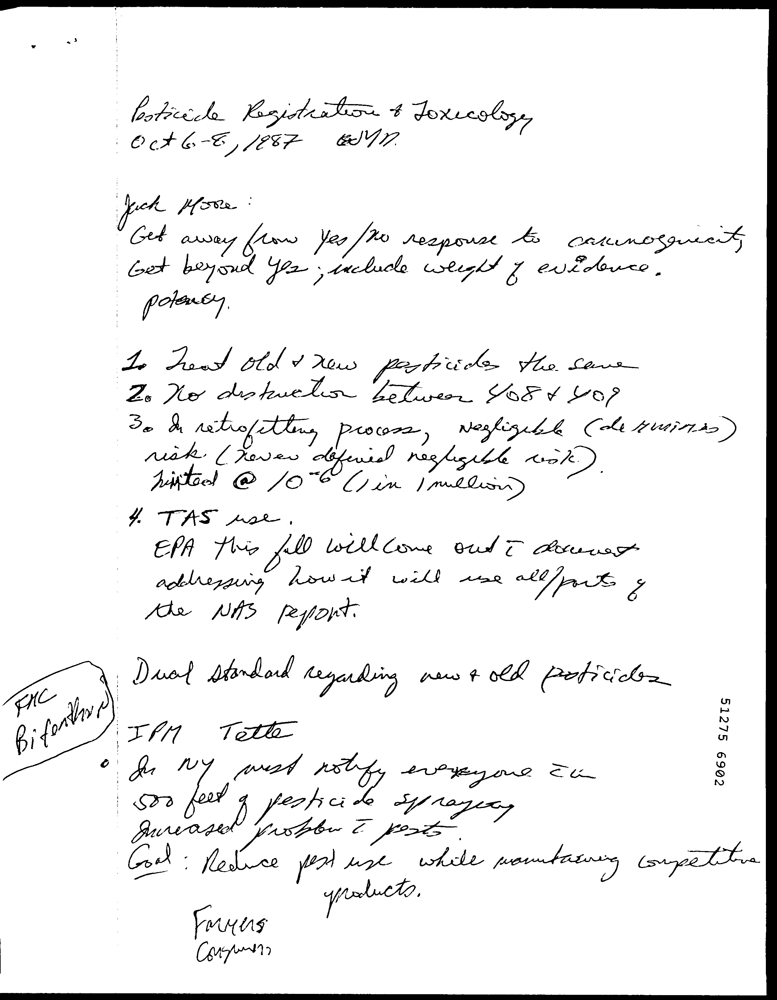 Pesticide Registration & Toxicology
Oct 6-8, 1987
Jack Moore:
Get away from Yes/No response to carcinogenicity
Get beyond yes; include weight of evidence.
potency.
1. Treat old & new pesticides the same
2. No distinction between 408 & 409
3. In retrofitting process, Negligible (de minimis)
risk. (Never defined negligible risk).
@ 10-6 (1 in 1 million)
4. TAS use.
EPA this fall will come out c̄ document
addressing how it will use all/parts of
the NAS report.
Dual standard regarding new & old pesticides
FMC
Bifenthrin
IPM Tette
In NY must notify everyone
500 feet of pesticide spraying
Increased problem c̄ pests.
Goal: Reduce pest use while maintaining competitive
products.
Farmers
Consumers
51275 6902